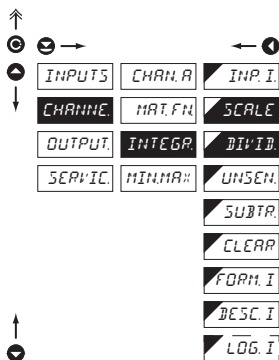 INPUTS CHAN. A INP. I.
CHANNE. MAT. FN. SCALE
OUTPUT. INTEGR. DIVID.
SERVIC. MIN.MAX UNSEN.
SUBTR.
CLEAR
FORM. I
DESC. I
LOG. I